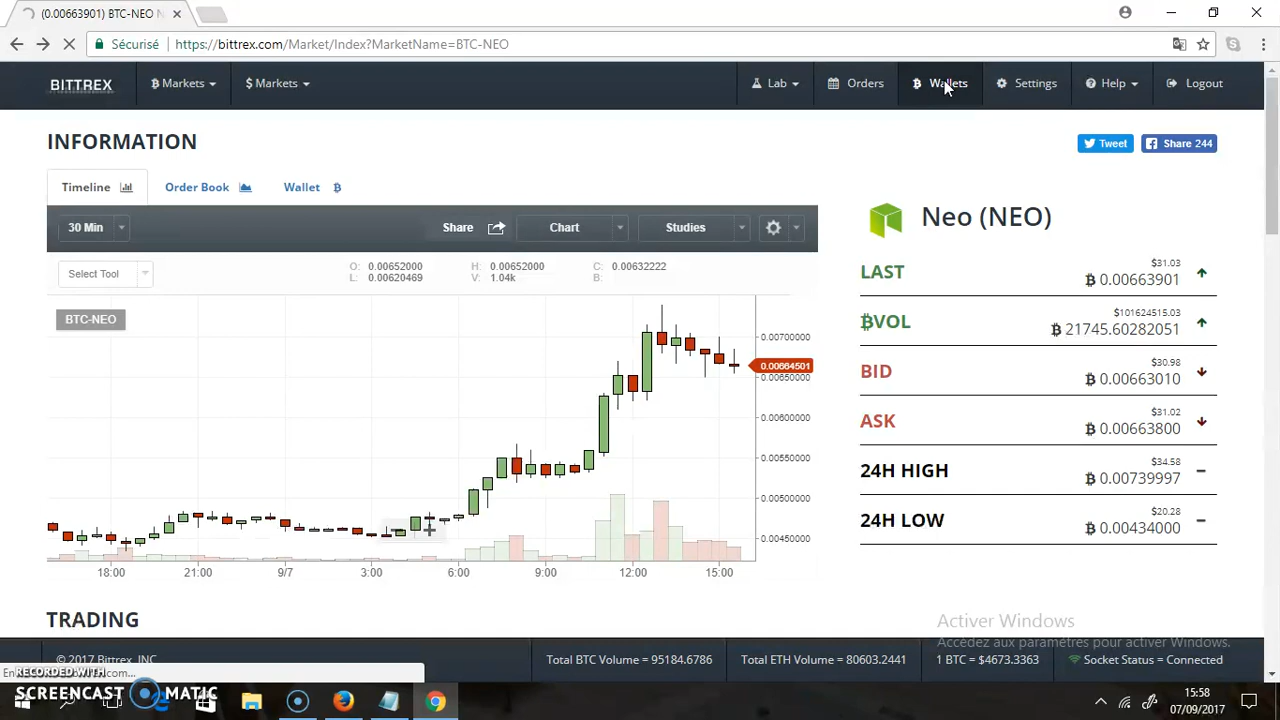 (0.00663901) BTC-NEO N
Sécurisé https://bittrex.com/Market/Index?MarketName=BTC-NEO
BITTREX Markets $ Markets Lab Orders Wallets Settings Help Logout
INFORMATION
Tweet Share 244
Timeline Order Book Wallet
30 Min Share Chart Studies
Select Tool
O: 0.00652000 H: 0.00652000 C: 0.00632222
L: 0.00620469 V: 1.04k B:
BTC-NEO
0.00700000
0.00664501
0.00650000
0.00600000
0.00550000
0.00500000
0.00450000
18:00 21:00 9/7 3:00 6:00 9:00 12:00 15:00
Neo (NEO)
$31.03
LAST 0.00663901
$101624515.03
VOL 21745.60282051
$30.98
BID 0.00663010
$31.02
ASK 0.00663800
$34.58
24H HIGH 0.00739997
$20.28
24H LOW 0.00434000
TRADING
Activer Windows
Accédez aux paramètres pour activer Windows.
© 2017 Bittrex, INC Total BTC Volume = 95184.6786 Total ETH Volume = 80603.2441 1 BTC = $4673.3363 Socket Status = Connected
RECORDED WITH
SCREENCAST MATIC
15:58
07/09/2017